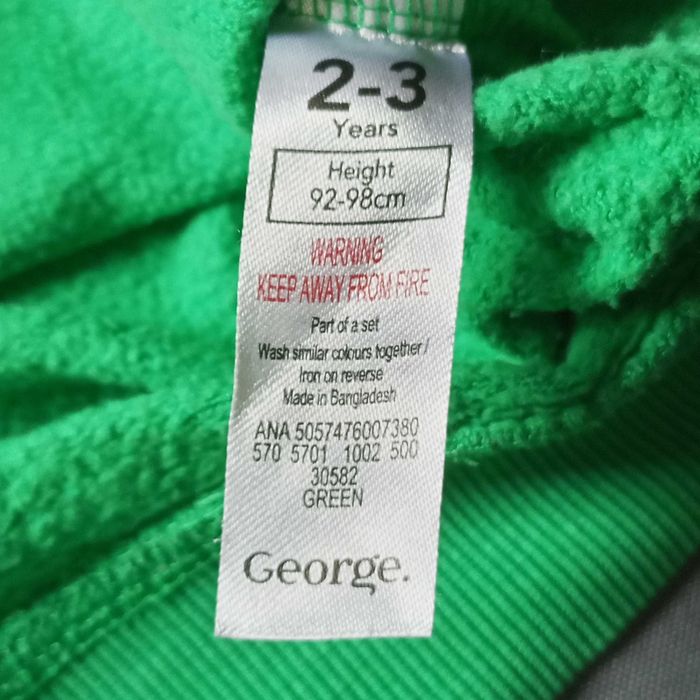 2-3
Years
Height
92-98cm
WARNING
KEEP AWAY FROM FIRE
Part of a set
Wash similar colours together /
Iron on reverse
Made in Bangladesh
ANA 5057476007380
570 5701 1002 500
30582
GREEN
George.